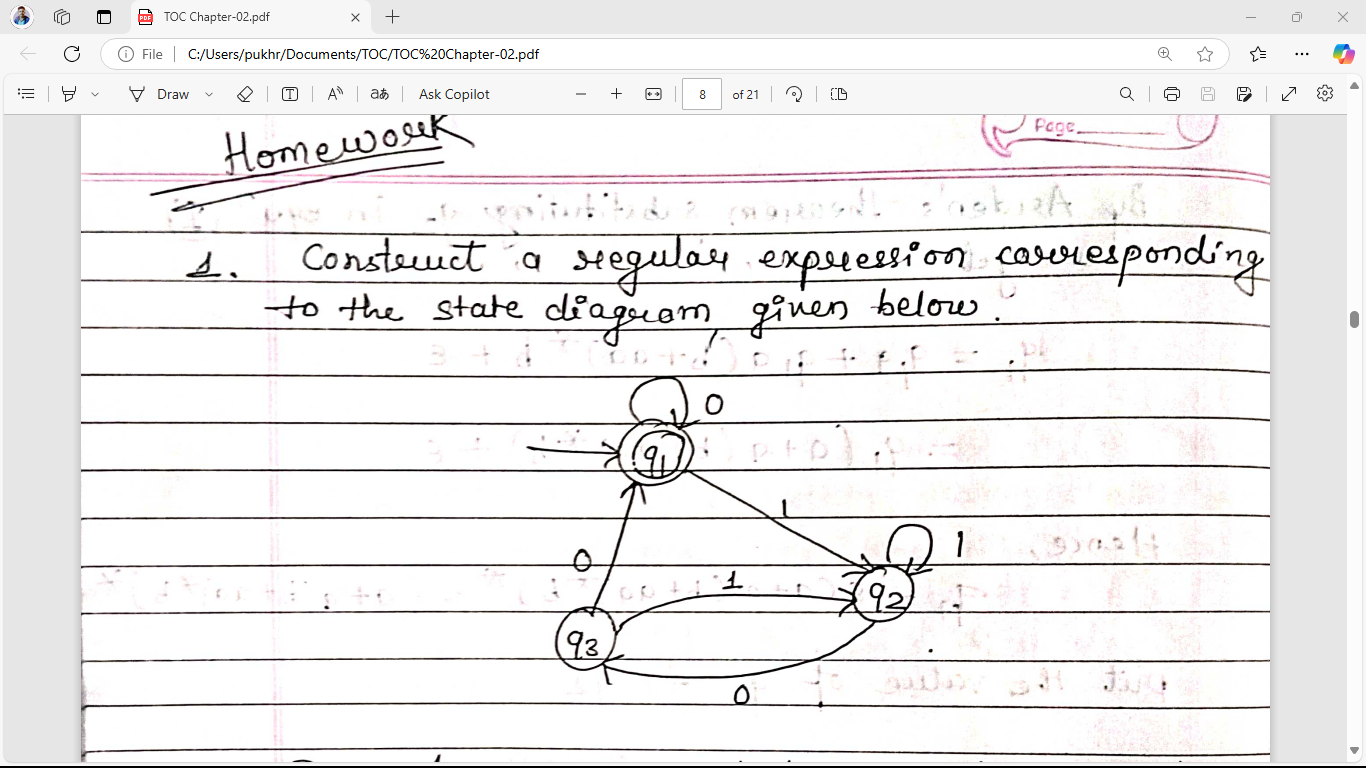 TOC Chapter-02.pdf
File
C:/Users/pukhr/Documents/TOC/TOC%20Chapter-02.pdf
Draw
Ask Copilot
8
of 21
Page
Homework
1. Construct a regular expression corresponding
to the state diagram given below.
0
q1
1
1
0
1
q2
q3
0